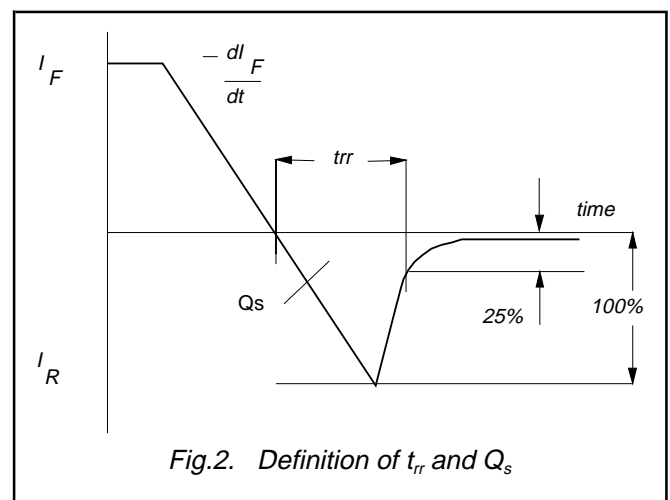 I F
- dI F
dt
trr
time
Qs
25%
100%
I R
Fig.2. Definition of trr and Qs